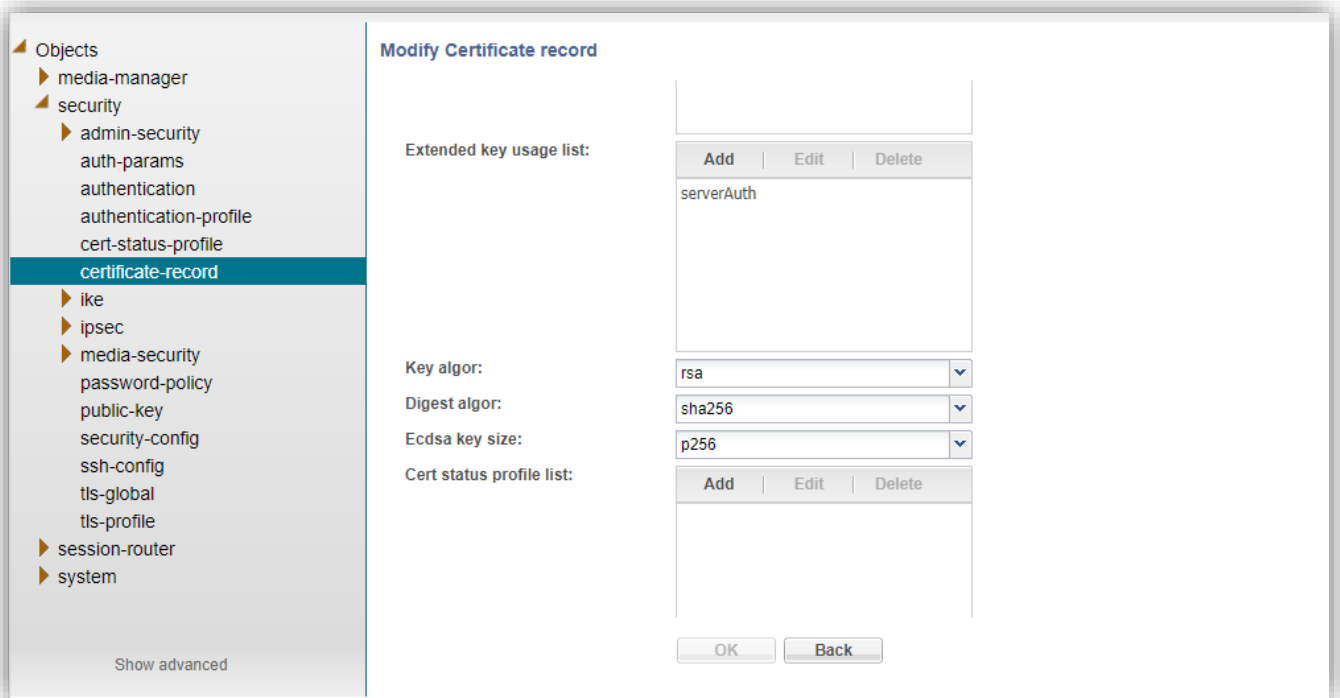 Objects
media-manager
security
admin-security
auth-params
authentication
authentication-profile
cert-status-profile
certificate-record
ike
ipsec
media-security
password-policy
public-key
security-config
ssh-config
tls-global
tls-profile
session-router
system
Show advanced
Modify Certificate record
Extended key usage list:
Add | Edit | Delete
serverAuth
Key algor: rsa
Digest algor: sha256
Ecdsa key size: p256
Cert status profile list:
Add | Edit | Delete
OK Back